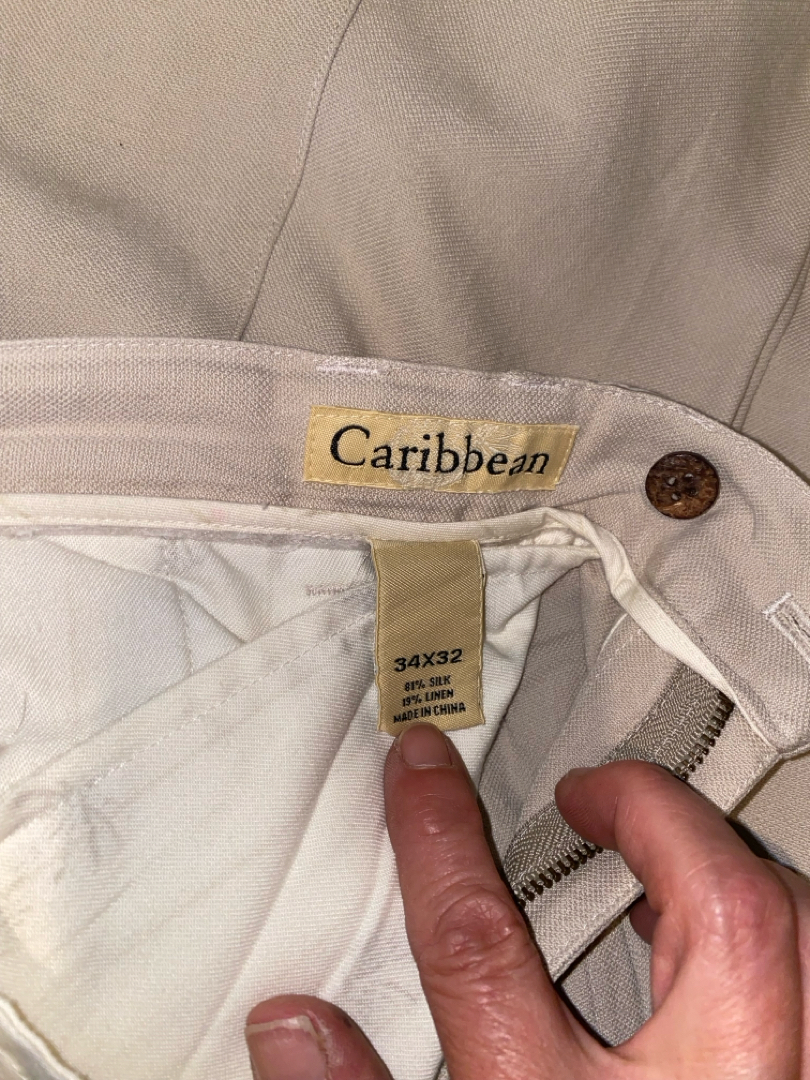 Caribbean
34X32
81% SILK
19% LINEN
MADE IN CHINA